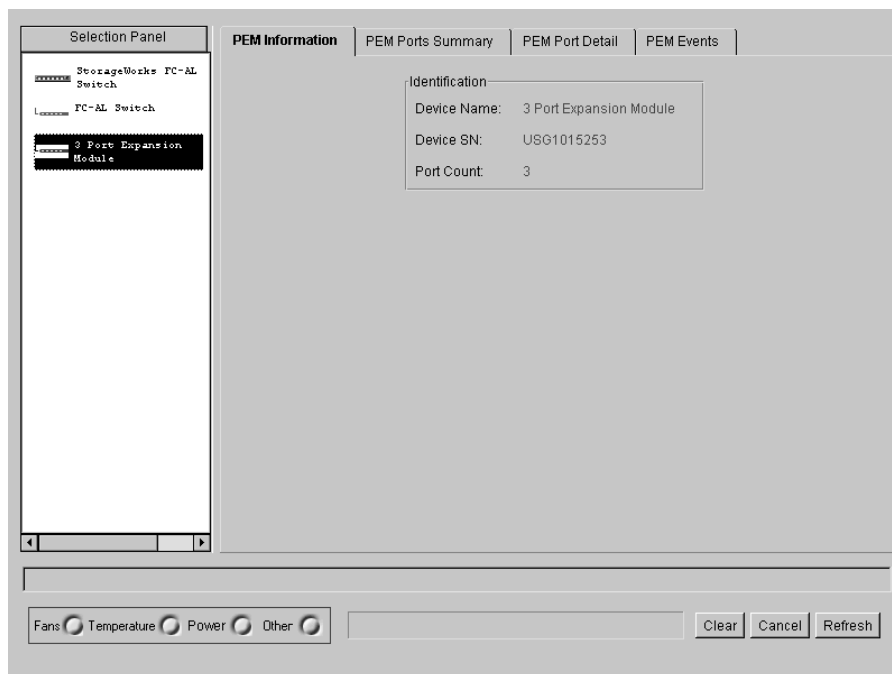 Selection Panel
PEM Information
PEM Ports Summary
PEM Port Detail
PEM Events
StorageWorks FC-AL
Switch
FC-AL Switch
3 Port Expansion
Module
Identification
Device Name: 3 Port Expansion Module
Device SN: USG1015253
Port Count: 3
Fans
Temperature
Power
Other
Clear
Cancel
Refresh